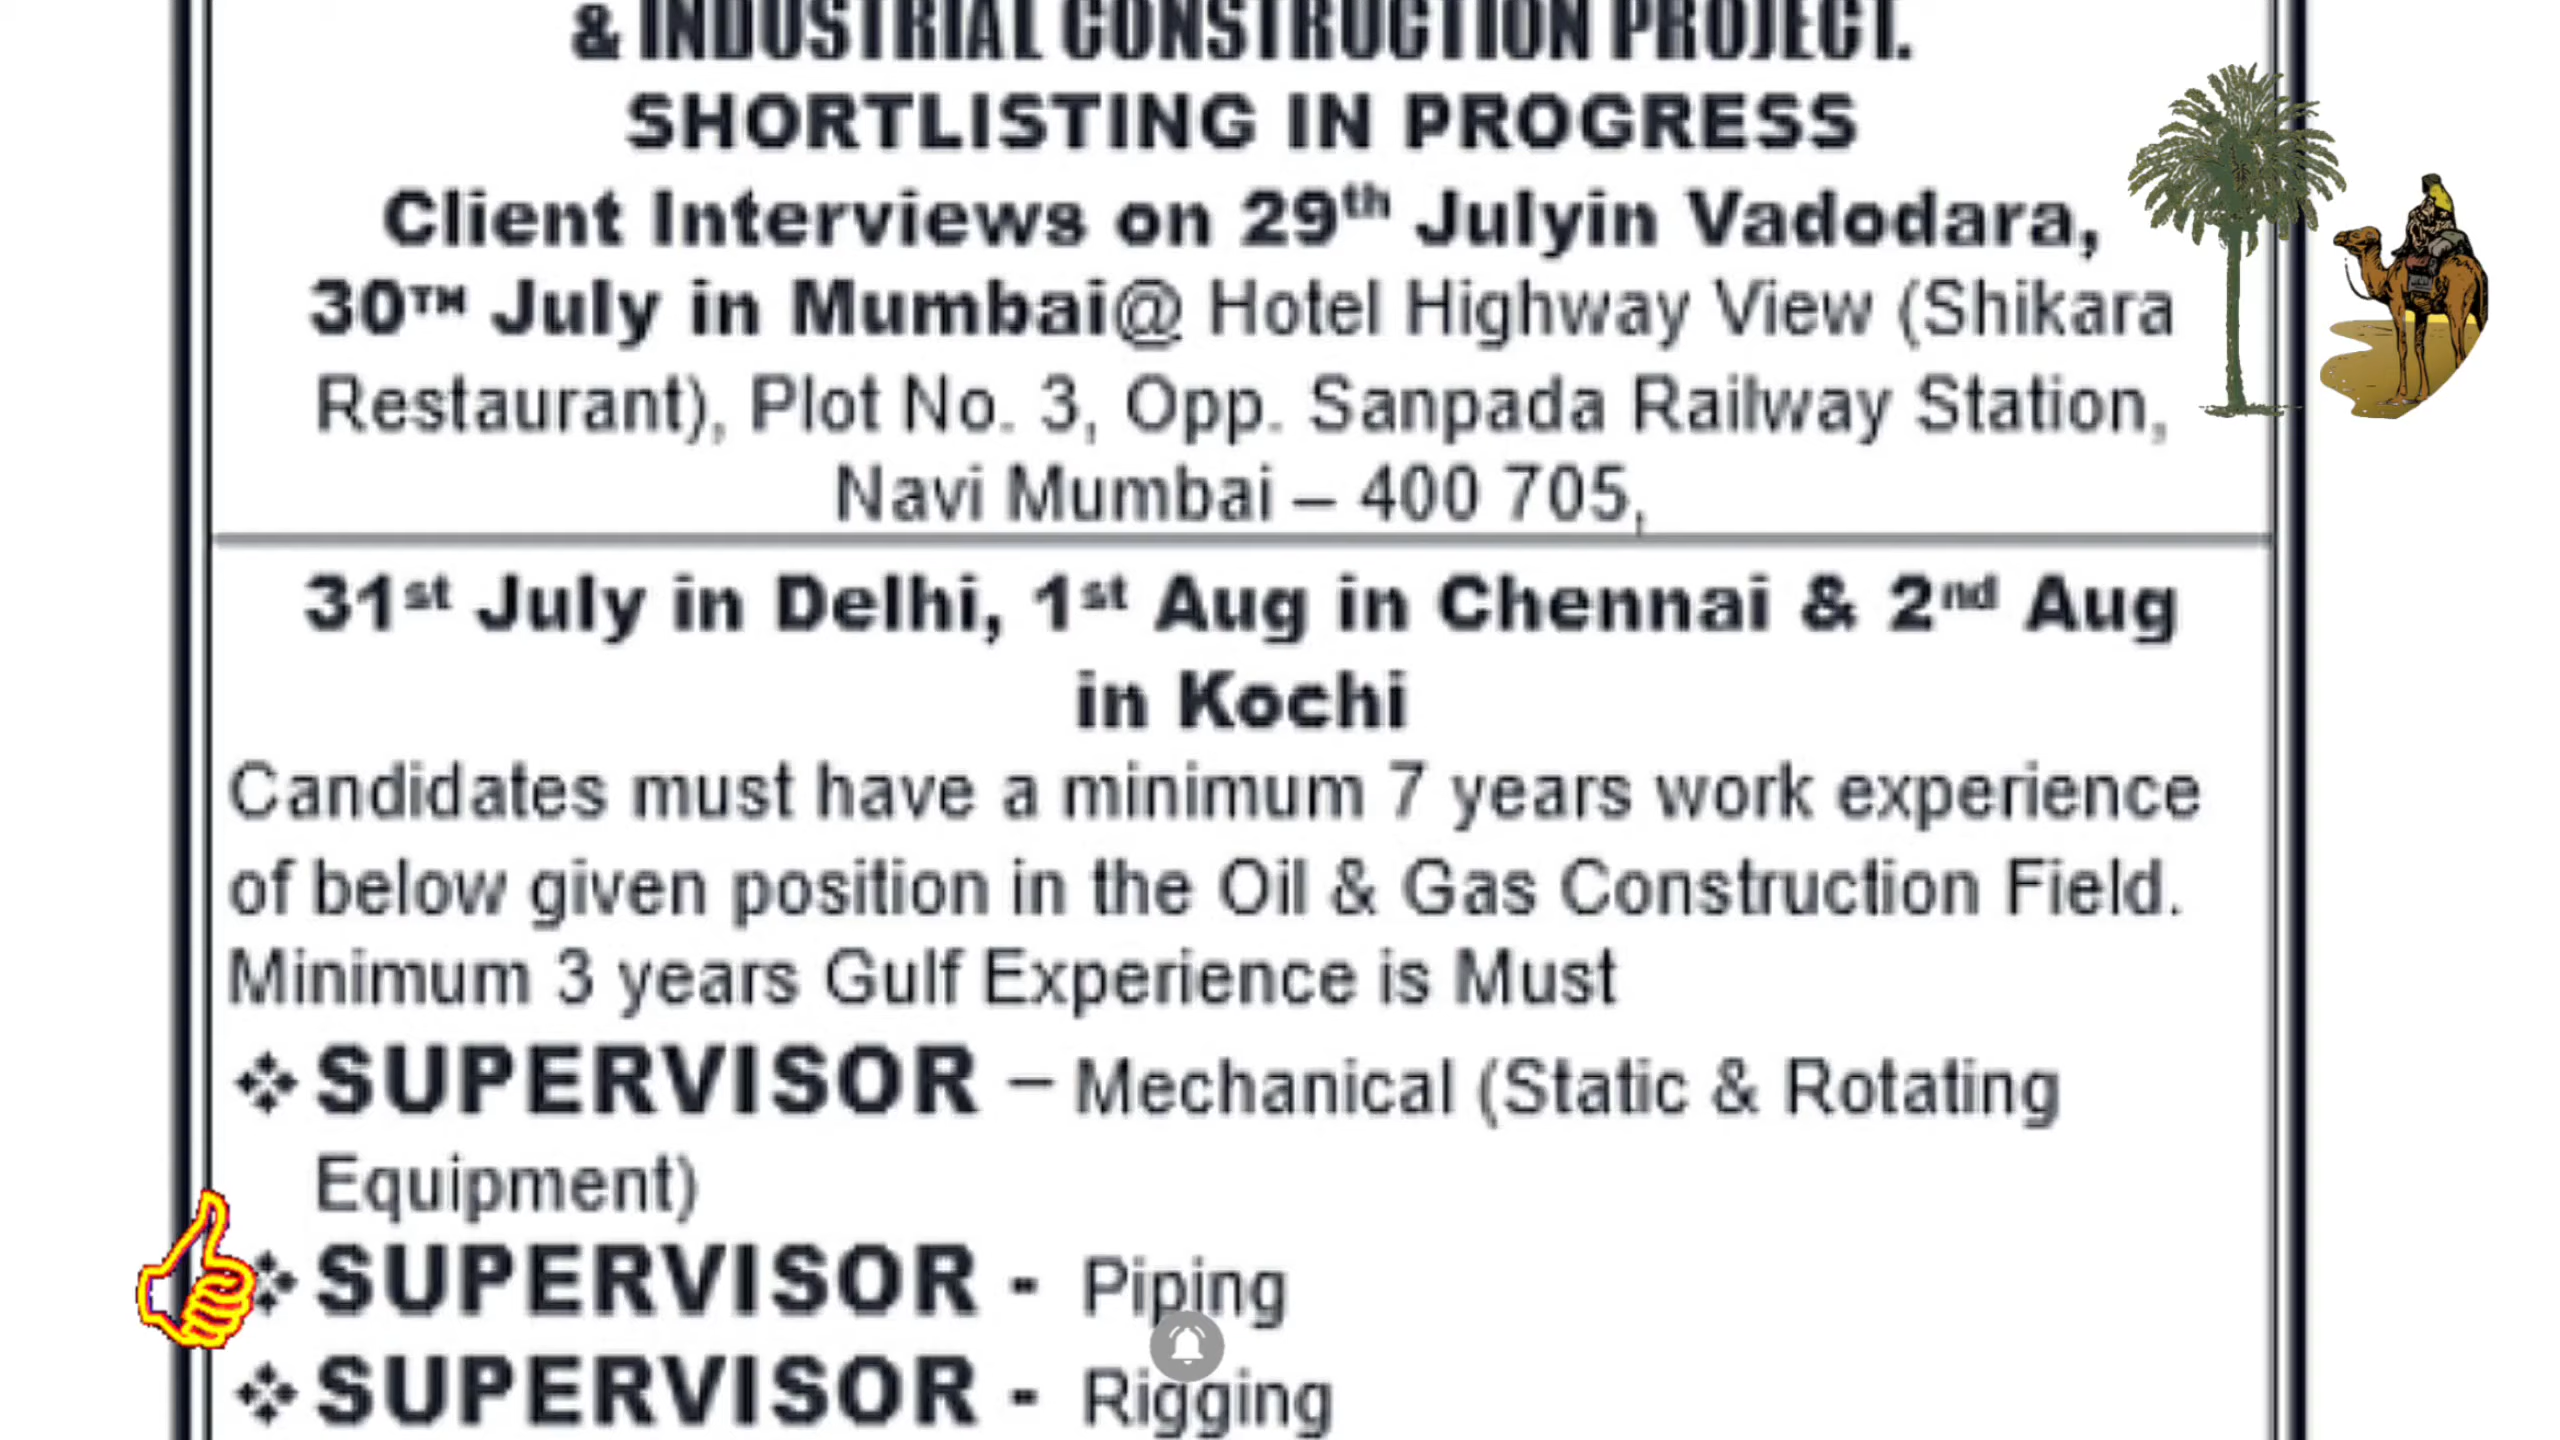 & INDUSTRIAL CONSTRUCTION PROJECT.
SHORTLISTING IN PROGRESS
Client Interviews on 29th Julyin Vadodara,
30TH July in Mumbai@ Hotel Highway View (Shikara
Restaurant), Plot No. 3, Opp. Sanpada Railway Station,
Navi Mumbai – 400 705,
31st July in Delhi, 1st Aug in Chennai & 2nd Aug
in Kochi
Candidates must have a minimum 7 years work experience
of below given position in the Oil & Gas Construction Field.
Minimum 3 years Gulf Experience is Must
❖ SUPERVISOR – Mechanical (Static & Rotating
Equipment)
❖ SUPERVISOR - Piping
❖ SUPERVISOR - Rigging